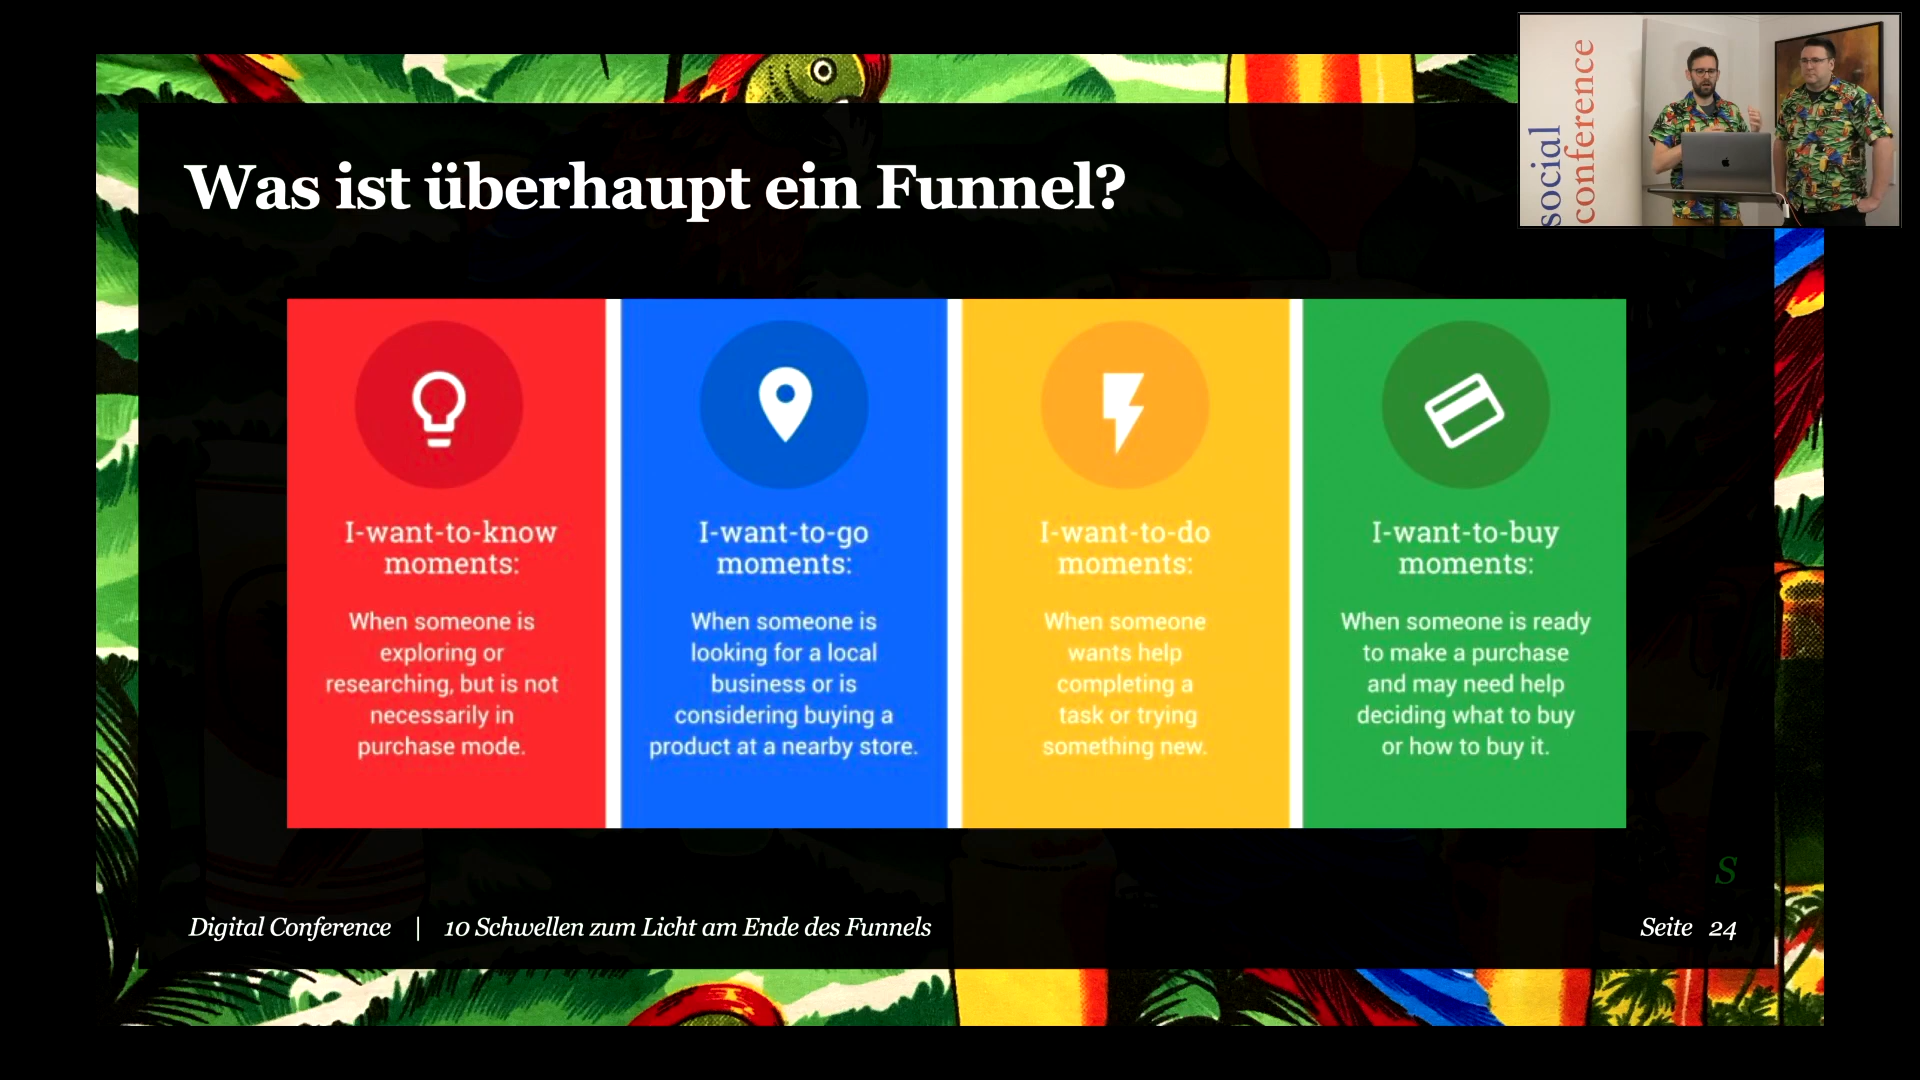 social
conference
Was ist überhaupt ein Funnel?
I-want-to-know
moments:
When someone is
exploring or
researching, but is not
necessarily in
purchase mode.
I-want-to-go
moments:
When someone is
looking for a local
business or is
considering buying a
product at a nearby store.
I-want-to-do
moments:
When someone
wants help
completing a
task or trying
something new.
I-want-to-buy
moments:
When someone is ready
to make a purchase
and may need help
deciding what to buy
or how to buy it.
S
Digital Conference | 10 Schwellen zum Licht am Ende des Funnels
Seite 24